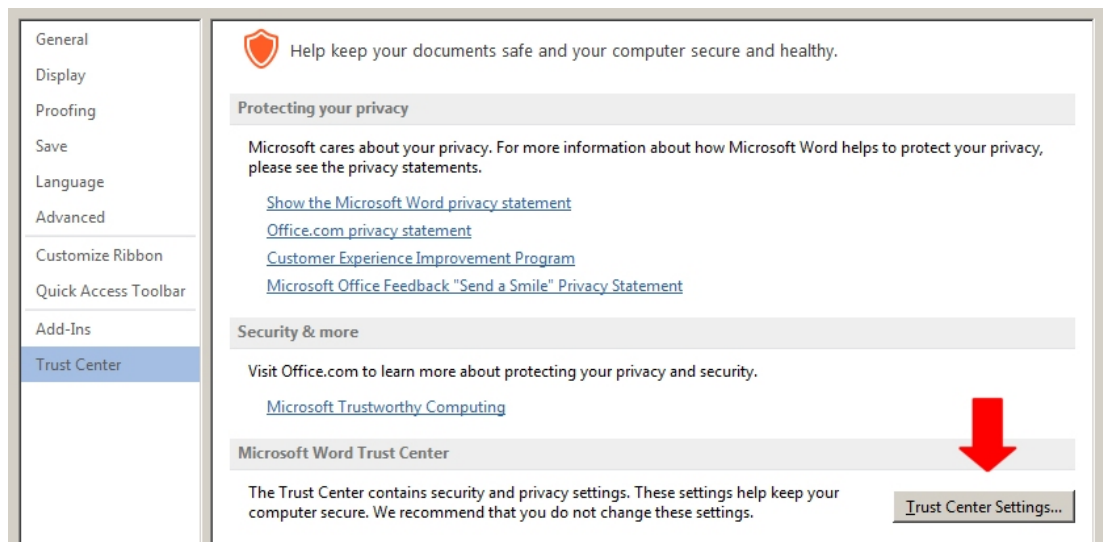 General
Display
Proofing
Save
Language
Advanced
Customize Ribbon
Quick Access Toolbar
Add-Ins
Trust Center
Help keep your documents safe and your computer secure and healthy.
Protecting your privacy
Microsoft cares about your privacy. For more information about how Microsoft Word helps to protect your privacy,
please see the privacy statements.
Show the Microsoft Word privacy statement
Office.com privacy statement
Customer Experience Improvement Program
Microsoft Office Feedback "Send a Smile" Privacy Statement
Security & more
Visit Office.com to learn more about protecting your privacy and security.
Microsoft Trustworthy Computing
Microsoft Word Trust Center
The Trust Center contains security and privacy settings. These settings help keep your
computer secure. We recommend that you do not change these settings.
Trust Center Settings...